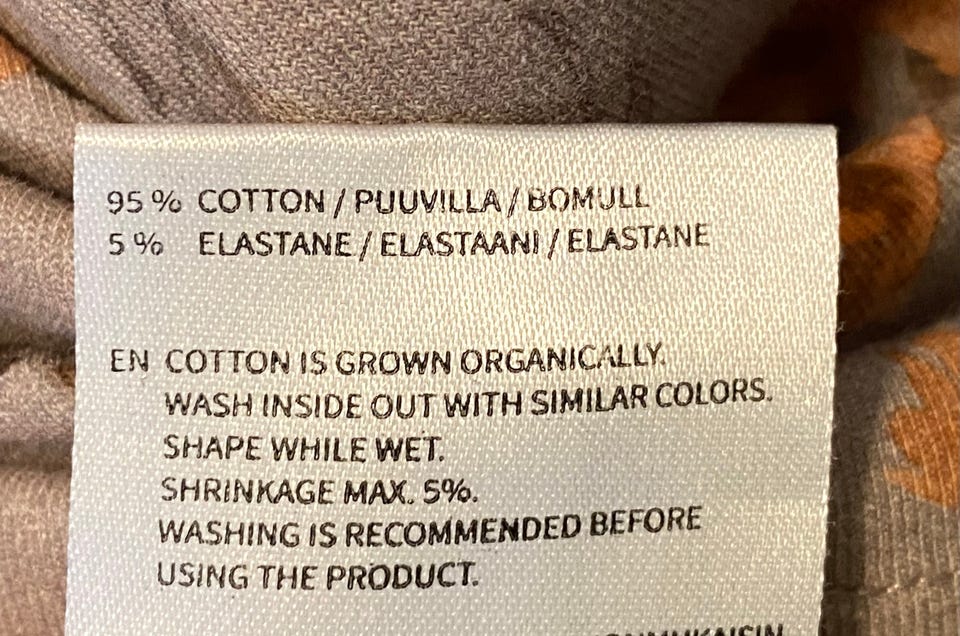 95 % COTTON / PUUVILLA / BOMULL
5 % ELASTANE / ELASTAANI / ELASTANE
EN COTTON IS GROWN ORGANICALLY.
WASH INSIDE OUT WITH SIMILAR COLORS.
SHAPE WHILE WET.
SHRINKAGE MAX. 5%.
WASHING IS RECOMMENDED BEFORE
USING THE PRODUCT.